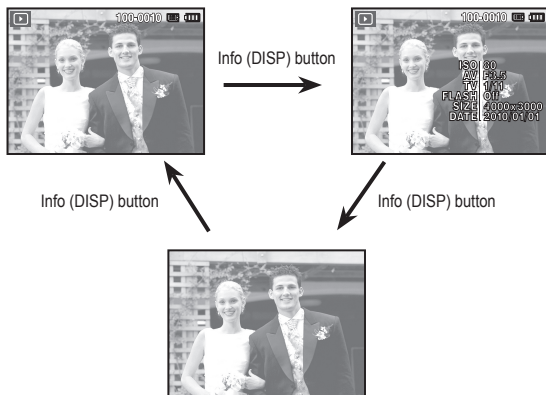 100-0010
100-0010
Info (DISP) button
ISO 80
AV F3.5
TV 1/11
FLASH Off
SIZE 4000x3000
DATE 2010/01/01
Info (DISP) button
Info (DISP) button